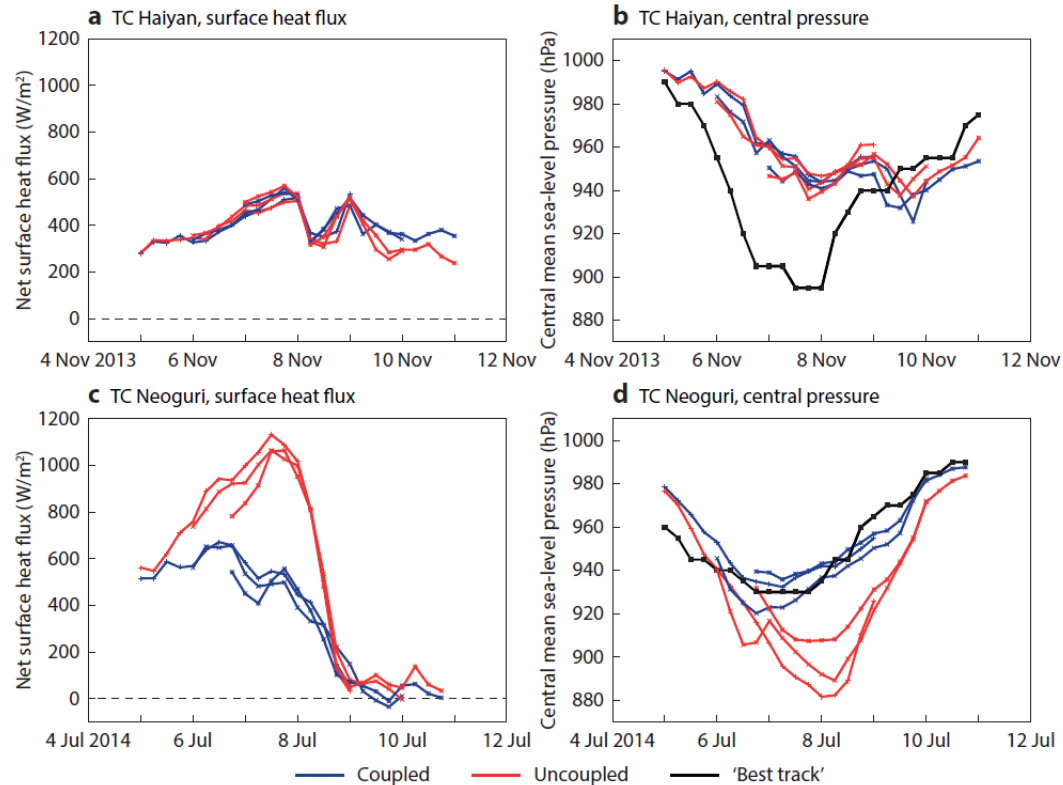 a TC Haiyan, surface heat flux
Net surface heat flux (W/m²)
1200
1000
800
600
400
200
0
4 Nov 2013 6 Nov 8 Nov 10 Nov 12 Nov
b TC Haiyan, central pressure
Central mean sea-level pressure (hPa)
1000
980
960
940
920
900
880
4 Nov 2013 6 Nov 8 Nov 10 Nov 12 Nov
c TC Neoguri, surface heat flux
Net surface heat flux (W/m²)
1200
1000
800
600
400
200
0
4 Jul 2014 6 Jul 8 Jul 10 Jul 12 Jul
d TC Neoguri, central pressure
Central mean sea-level pressure (hPa)
1000
980
960
940
920
900
880
4 Jul 2014 6 Jul 8 Jul 10 Jul 12 Jul
Coupled Uncoupled 'Best track'